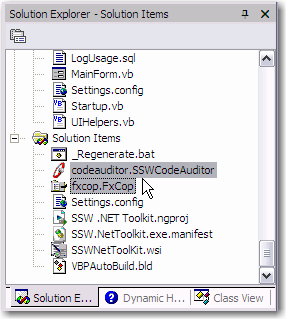 Solution Explorer - Solution Items
LogUsage.sql
MainForm.vb
Settings.config
Startup.vb
UIHelpers.vb
Solution Items
_Regenerate.bat
codeauditor.SSWCodeAuditor
fxcop.FxCop
Settings.config
SSW .NET Toolkit.ngproj
SSW.NetToolkit.exe.manifest
SSWNetToolKit.wsi
VBPAutoBuild.bld
Solution E... Dynamic H... Class View